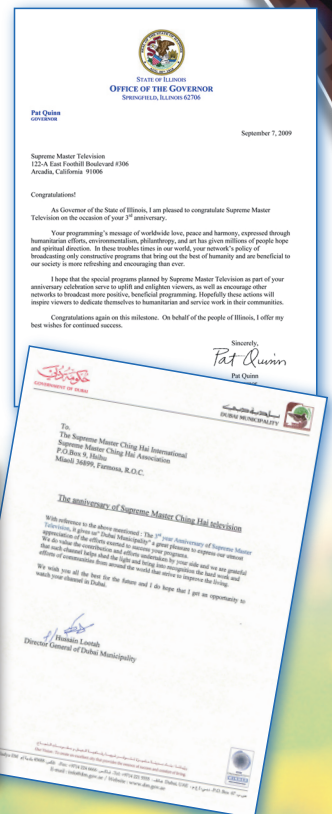 STATE OF ILLINOIS
OFFICE OF THE GOVERNOR
SPRINGFIELD, ILLINOIS 62706
Pat Quinn
GOVERNOR
September 7, 2009
Supreme Master Television
122-A East Foothill Boulevard #306
Arcadia, California 91006
Congratulations!
As Governor of the State of Illinois, I am pleased to congratulate Supreme Master
Television on the occasion of your 3rd anniversary.
Your programming's message of worldwide love, peace and harmony, expressed through
humanitarian efforts, environmentalism, philanthropy, and art has given millions of people hope
and spiritual direction. In these troubles times in our world, your network's policy of
broadcasting only constructive programs that bring out the best of humanity and are beneficial to
our society is more refreshing and encouraging than ever.
I hope that the special programs planned by Supreme Master Television as part of your
anniversary celebration serve to uplift and enlighten viewers, as well as encourage other
networks to broadcast more positive, beneficial programming. Hopefully these actions will
inspire viewers to dedicate themselves to humanitarian and service work in their communities.
Congratulations again on this milestone. On behalf of the people of Illinois, I offer my
best wishes for continued success.
Sincerely,
Pat Quinn
Pat Quinn
GOVERNMENT OF DUBAI
DUBAI MUNICIPALITY
To.
The Supreme Master Ching Hai International
Supreme Master Ching Hai Association
P.O.Box 9, Hsihu
Miaoli 36899, Formosa, R.O.C.
The anniversary of Supreme Master Ching Hai television
With reference to the above mentioned : The 3rd year Anniversary of Supreme Master
Television, it gives to" Dubai Municipality" a great pleasure to express our utmost
appreciation of the efforts exerted to success your programs.
We do value the contribution and efforts undertaken by your side and we are grateful
that such channel helps shed the light and bring into recognition the hard work and
efforts of communities from around the world that strive to improve the living.
We wish you all the best for the future and I do hope that I get an opportunity to
watch your channel in Dubai.
Hussain Lootah
Director General of Dubai Municipality
E-mail : info@dm.gov.ae / Website : www.dm.gov.ae